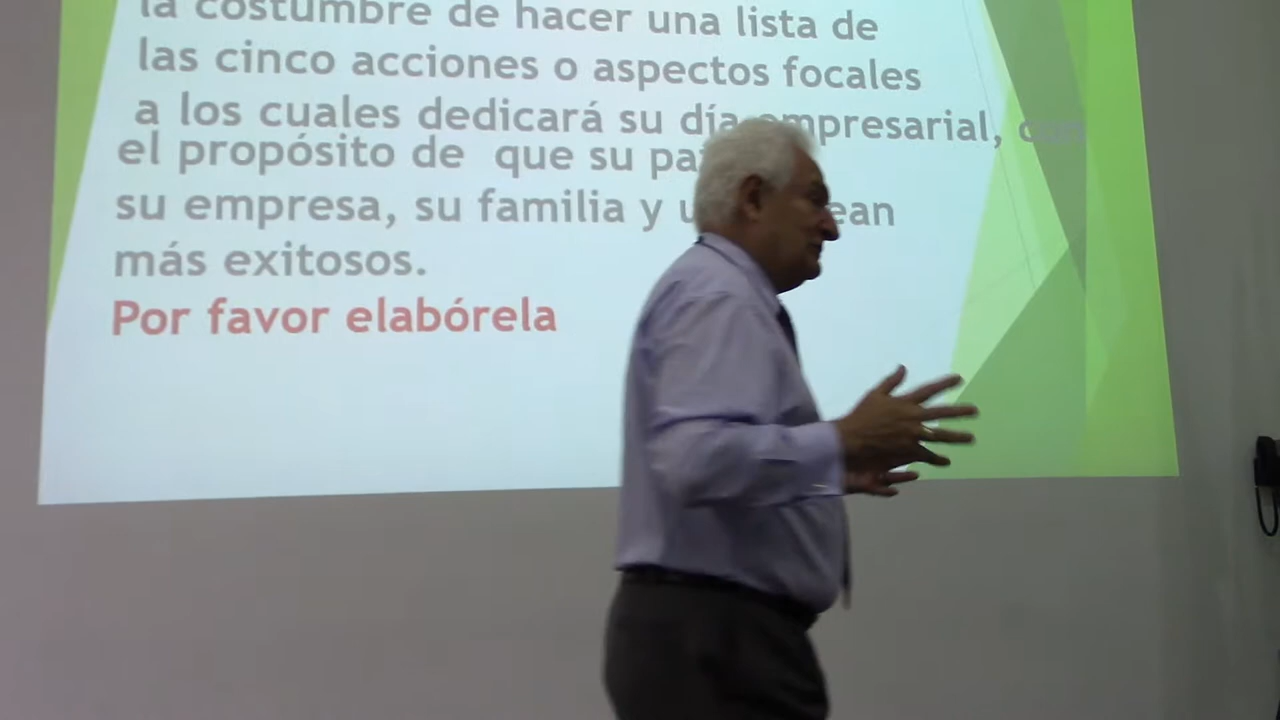 la costumbre de hacer una lista de
las cinco acciones o aspectos focales
a los cuales dedicará su día empresarial, con
el propósito de que su
su empresa, su familia y
más exitosos.
Por favor elabórela